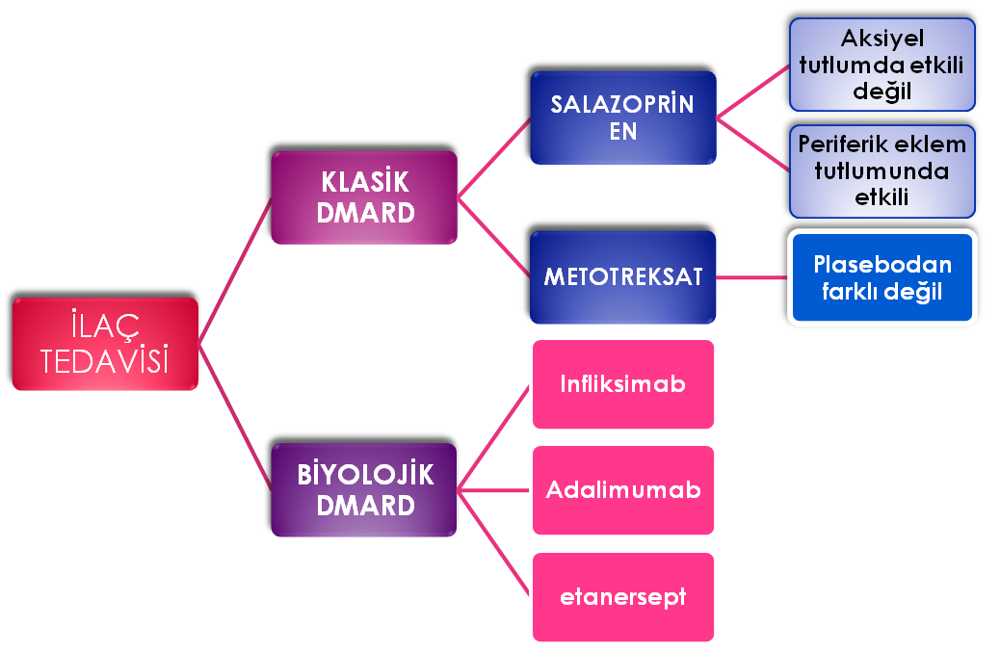 İLAÇ
TEDAVİSİ
KLASİK
DMARD
SALAZOPRİN
EN
Aksiyel
tutlumda etkili
değil
Periferik eklem
tutlumunda
etkili
METOTREKSAT
Plasebodan
farklı değil
BİYOLOJİK
DMARD
Infliksimab
Adalimumab
etanersept